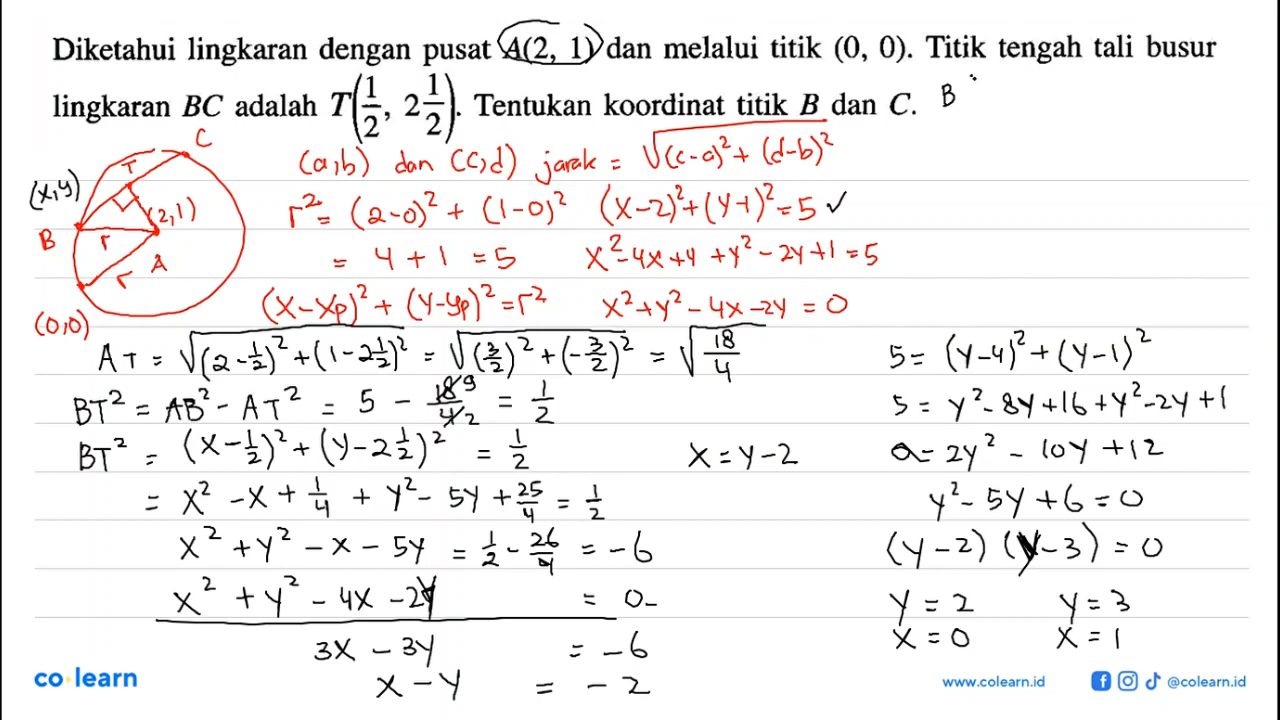 Diketahui lingkaran dengan pusat A(2, 1) dan melalui titik (0, 0). Titik tengah tali busur
lingkaran BC adalah T(1/2, 2 1/2). Tentukan koordinat titik B dan C. B
C
T
(x,y)
(2,1)
B
r
A
r
(0,0)
(a,b) dan (c,d) jarak = √((c-a)² + (d-b)²)
r² = (2-0)² + (1-0)²
= 4 + 1 = 5
(x-xp)² + (y-yp)² = r²
(x-2)² + (y-1)² = 5 ✓
x² - 4x + 4 + y² - 2y + 1 = 5
x² + y² - 4x - 2y = 0
AT = √((2 - 1/2)² + (1 - 2 1/2)²) = √((3/2)² + (-3/2)²) = √(18/4)
BT² = AB² - AT² = 5 - 18 9/4 2 = 1/2
BT² = (x - 1/2)² + (y - 2 1/2)² = 1/2
= x² - x + 1/4 + y² - 5y + 25/4 = 1/2
x² + y² - x - 5y = 1/2 - 26/4 = -6
x² + y² - 4x - 2y = 0 -
3x - 3y = -6
x - y = -2
x = y - 2
5 = (y-4)² + (y-1)²
5 = y² - 8y + 16 + y² - 2y + 1
0 = 2y² - 10y + 12
y² - 5y + 6 = 0
(y - 2) (y - 3) = 0
y = 2 y = 3
x = 0 x = 1
co learn
www.colearn.id
@colearn.id